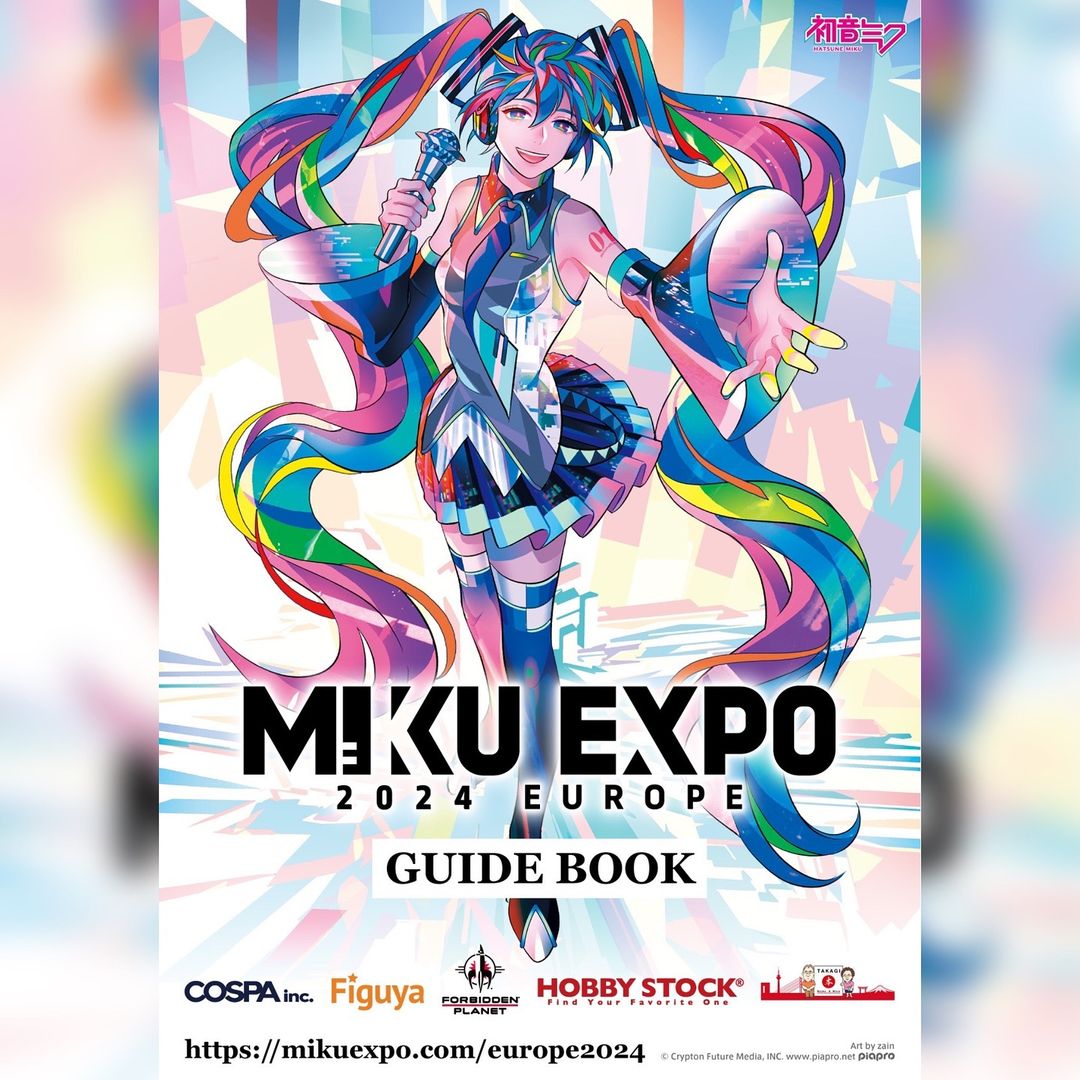 初音ミク
HATSUNE MIKU
01
MIKU EXPO
2024 EUROPE
GUIDE BOOK
COSPA inc.
Figuya
FORBIDDEN
PLANET
HOBBY STOCK®
Find Your Favorite One
TAKAGI
本
https://mikuexpo.com/europe2024
Art by zain
© Crypton Future Media, INC. www.piapro.net piapro